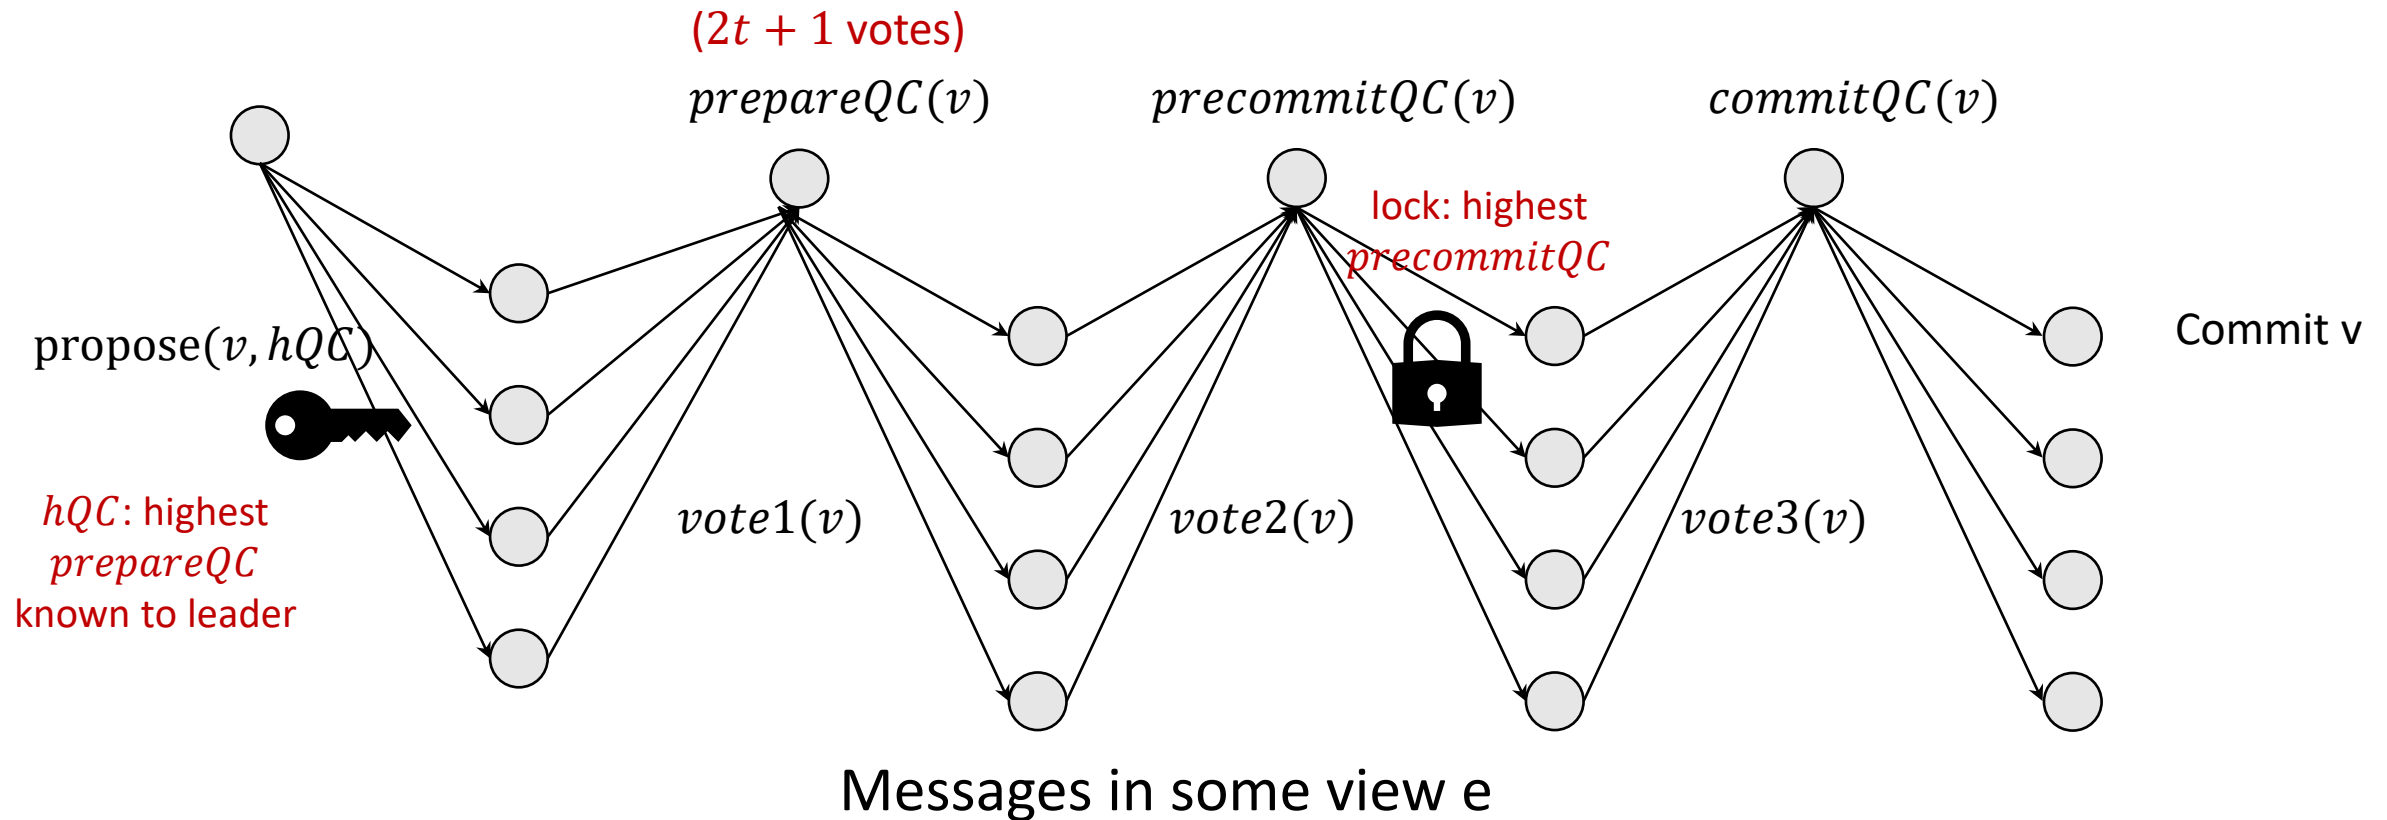 (2t + 1 votes)
prepareQC(v)
precommitQC(v)
commitQC(v)
lock: highest
precommitQC
propose(v, hQC)
Commit v
hQC: highest
prepareQC
known to leader
vote1(v)
vote2(v)
vote3(v)
Messages in some view e